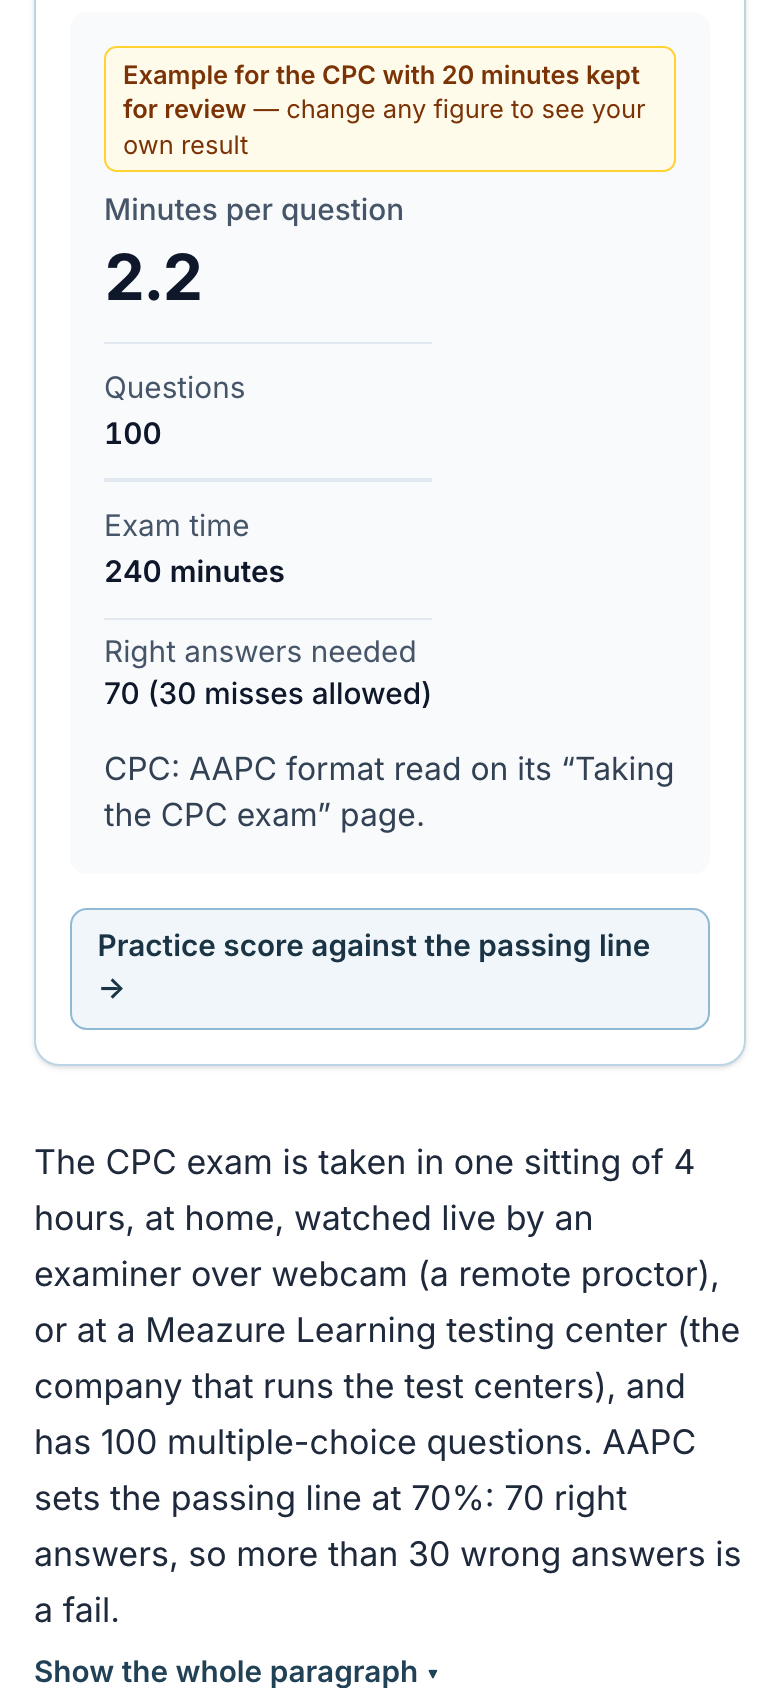 Example for the CPC with 20 minutes kept
for review — change any figure to see your
own result
Minutes per question
2.2
Questions
100
Exam time
240 minutes
Right answers needed
70 (30 misses allowed)
CPC: AAPC format read on its “Taking
the CPC exam” page.
Practice score against the passing line
→
The CPC exam is taken in one sitting of 4
hours, at home, watched live by an
examiner over webcam (a remote proctor),
or at a Meazure Learning testing center (the
company that runs the test centers), and
has 100 multiple-choice questions. AAPC
sets the passing line at 70%: 70 right
answers, so more than 30 wrong answers is
a fail.
Show the whole paragraph ▾